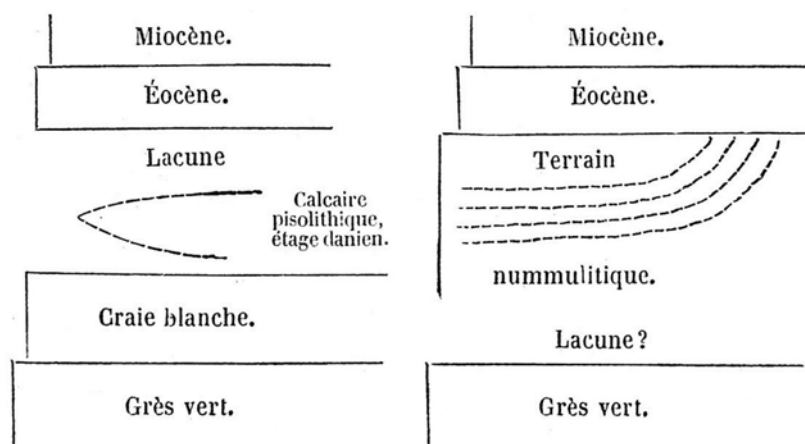 Miocène.
Éocène.
Lacune
Calcaire
pisolithique,
étage danien.
Craie blanche.
Grès vert.
Miocène.
Éocène.
Terrain
nummulitique.
Lacune ?
Grès vert.